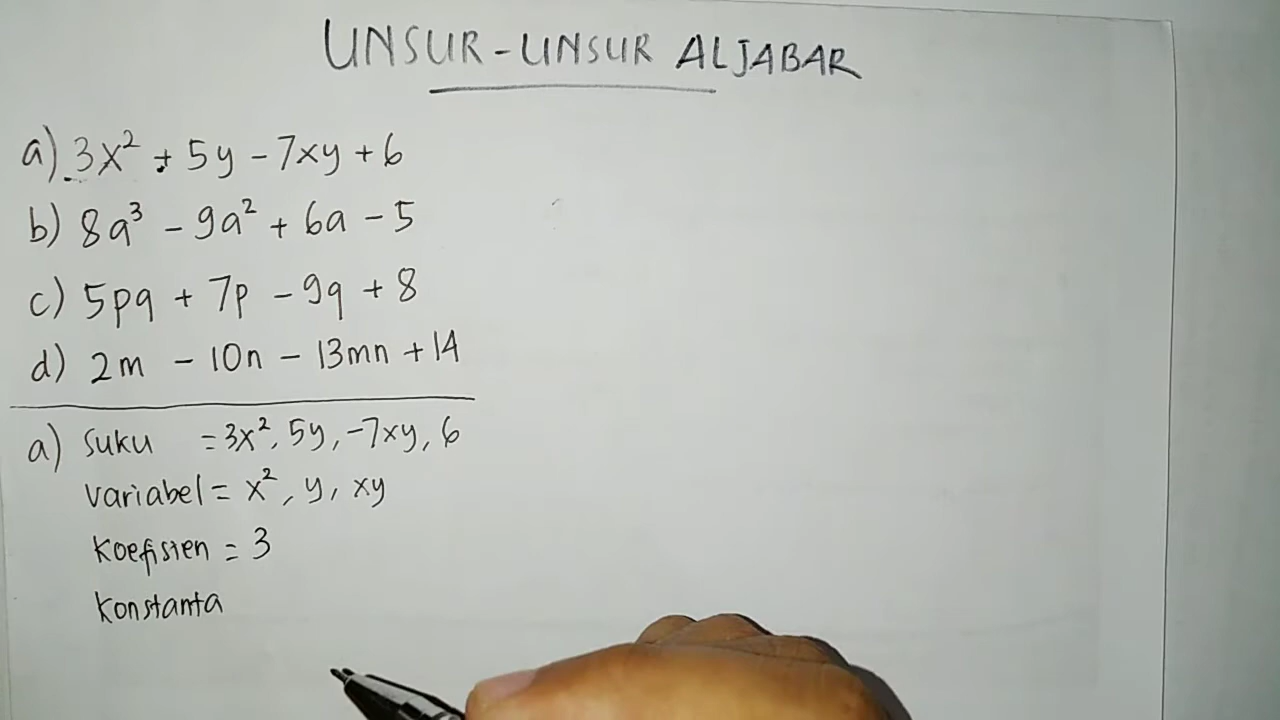 UNSUR-UNSUR ALJABAR
a) 3x² + 5y - 7xy + 6
b) 8a³ - 9a² + 6a - 5
c) 5pq + 7p - 9q + 8
d) 2m - 10n - 13mn + 14
a) Suku = 3x², 5y, -7xy, 6
Variabel = x², y, xy
Koefisien = 3
Konstanta